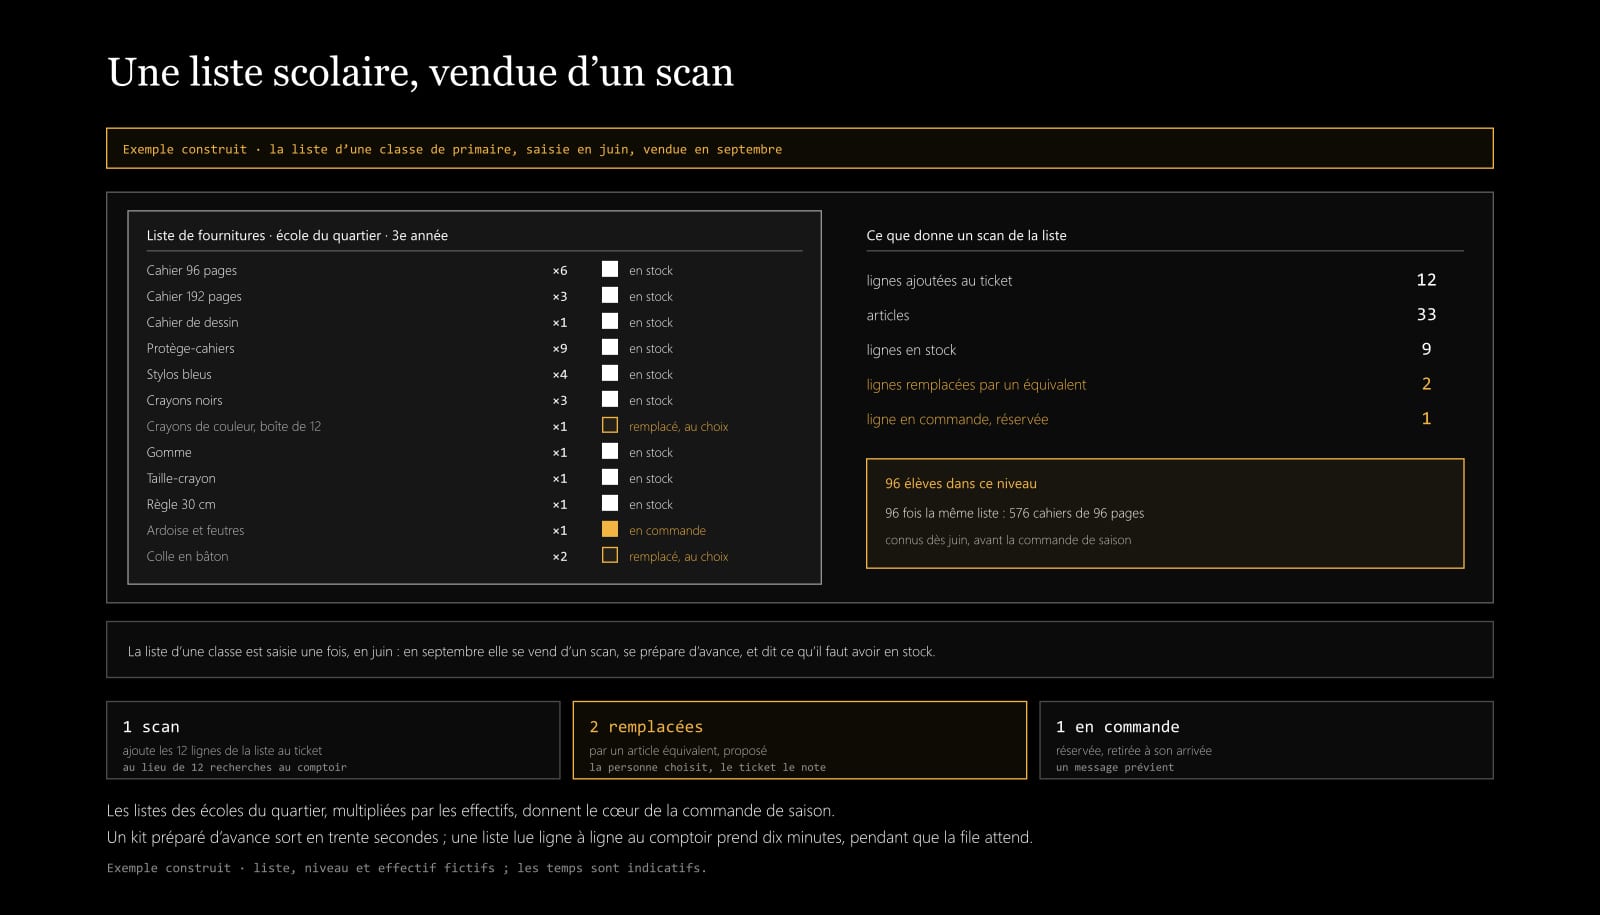 Une liste scolaire, vendue d’un scan
Exemple construit · la liste d’une classe de primaire, saisie en juin, vendue en septembre
Liste de fournitures · école du quartier · 3e année
Cahier 96 pages ×6 en stock
Cahier 192 pages ×3 en stock
Cahier de dessin ×1 en stock
Protège-cahiers ×9 en stock
Stylos bleus ×4 en stock
Crayons noirs ×3 en stock
Crayons de couleur, boîte de 12 ×1 remplacé, au choix
Gomme ×1 en stock
Taille-crayon ×1 en stock
Règle 30 cm ×1 en stock
Ardoise et feutres ×1 en commande
Colle en bâton ×2 remplacé, au choix
Ce que donne un scan de la liste
lignes ajoutées au ticket 12
articles 33
lignes en stock 9
lignes remplacées par un équivalent 2
ligne en commande, réservée 1
96 élèves dans ce niveau
96 fois la même liste : 576 cahiers de 96 pages
connus dès juin, avant la commande de saison
La liste d’une classe est saisie une fois, en juin : en septembre elle se vend d’un scan, se prépare d’avance, et dit ce qu’il faut avoir en stock.
1 scan
ajoute les 12 lignes de la liste au ticket
au lieu de 12 recherches au comptoir
2 remplacées
par un article équivalent, proposé
la personne choisit, le ticket le note
1 en commande
réservée, retirée à son arrivée
un message prévient
Les listes des écoles du quartier, multipliées par les effectifs, donnent le cœur de la commande de saison.
Un kit préparé d’avance sort en trente secondes ; une liste lue ligne à ligne au comptoir prend dix minutes, pendant que la file attend.
Exemple construit · liste, niveau et effectif fictifs ; les temps sont indicatifs.